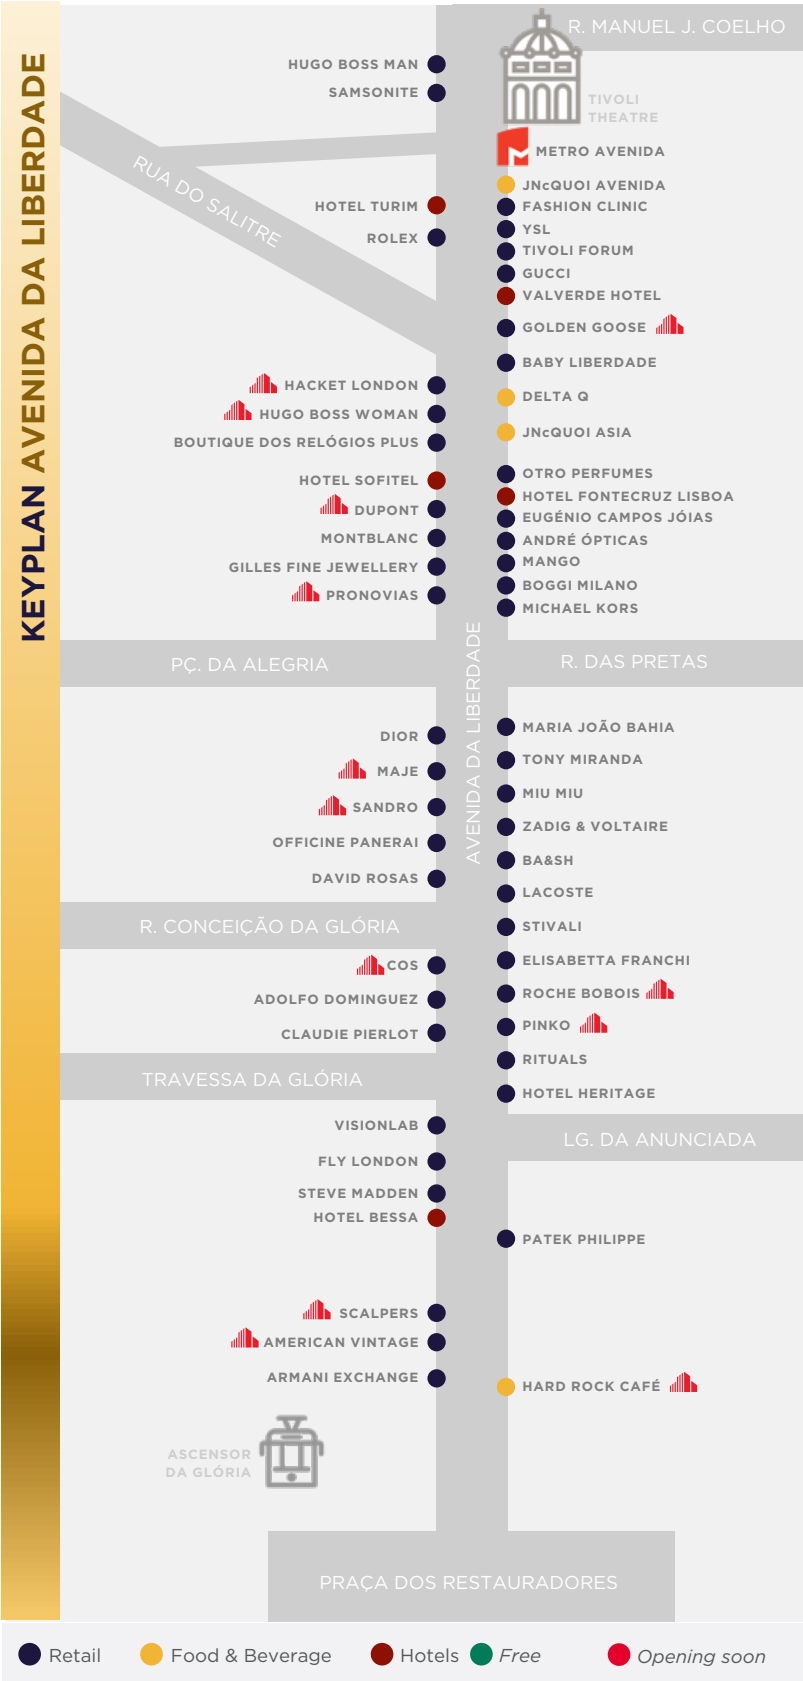 KEYPLAN AVENIDA DA LIBERDADE
R. MANUEL J. COELHO
HUGO BOSS MAN
SAMSONITE
TIVOLI
THEATRE
METRO AVENIDA
RUA DO SALITRE
HOTEL TURIM
ROLEX
JNcQUOI AVENIDA
FASHION CLINIC
YSL
TIVOLI FORUM
GUCCI
VALVERDE HOTEL
GOLDEN GOOSE
BABY LIBERDADE
DELTA Q
JNcQUOI ASIA
HACKET LONDON
HUGO BOSS WOMAN
BOUTIQUE DOS RELÓGIOS PLUS
HOTEL SOFITEL
DUPONT
MONTBLANC
GILLES FINE JEWELLERY
PRONOVIAS
OTRO PERFUMES
HOTEL FONTECRUZ LISBOA
EUGÉNIO CAMPOS JÓIAS
ANDRÉ ÓPTICAS
MANGO
BOGGI MILANO
MICHAEL KORS
PÇ. DA ALEGRIA
R. DAS PRETAS
AVENIDA DA LIBERDADE
DIOR
MAJE
SANDRO
OFFICINE PANERAI
DAVID ROSAS
MARIA JOÃO BAHIA
TONY MIRANDA
MIU MIU
ZADIG & VOLTAIRE
BA&SH
LACOSTE
STIVALI
ELISABETTA FRANCHI
ROCHE BOBOIS
PINKO
RITUALS
HOTEL HERITAGE
R. CONCEIÇÃO DA GLÓRIA
COS
ADOLFO DOMINGUEZ
CLAUDIE PIERLOT
TRAVESSA DA GLÓRIA
LG. DA ANUNCIADA
VISIONLAB
FLY LONDON
STEVE MADDEN
HOTEL BESSA
PATEK PHILIPPE
SCALPERS
AMERICAN VINTAGE
ARMANI EXCHANGE
HARD ROCK CAFÉ
ASCENSOR
DA GLÓRIA
PRAÇA DOS RESTAURADORES
Retail
Food & Beverage
Hotels
Free
Opening soon